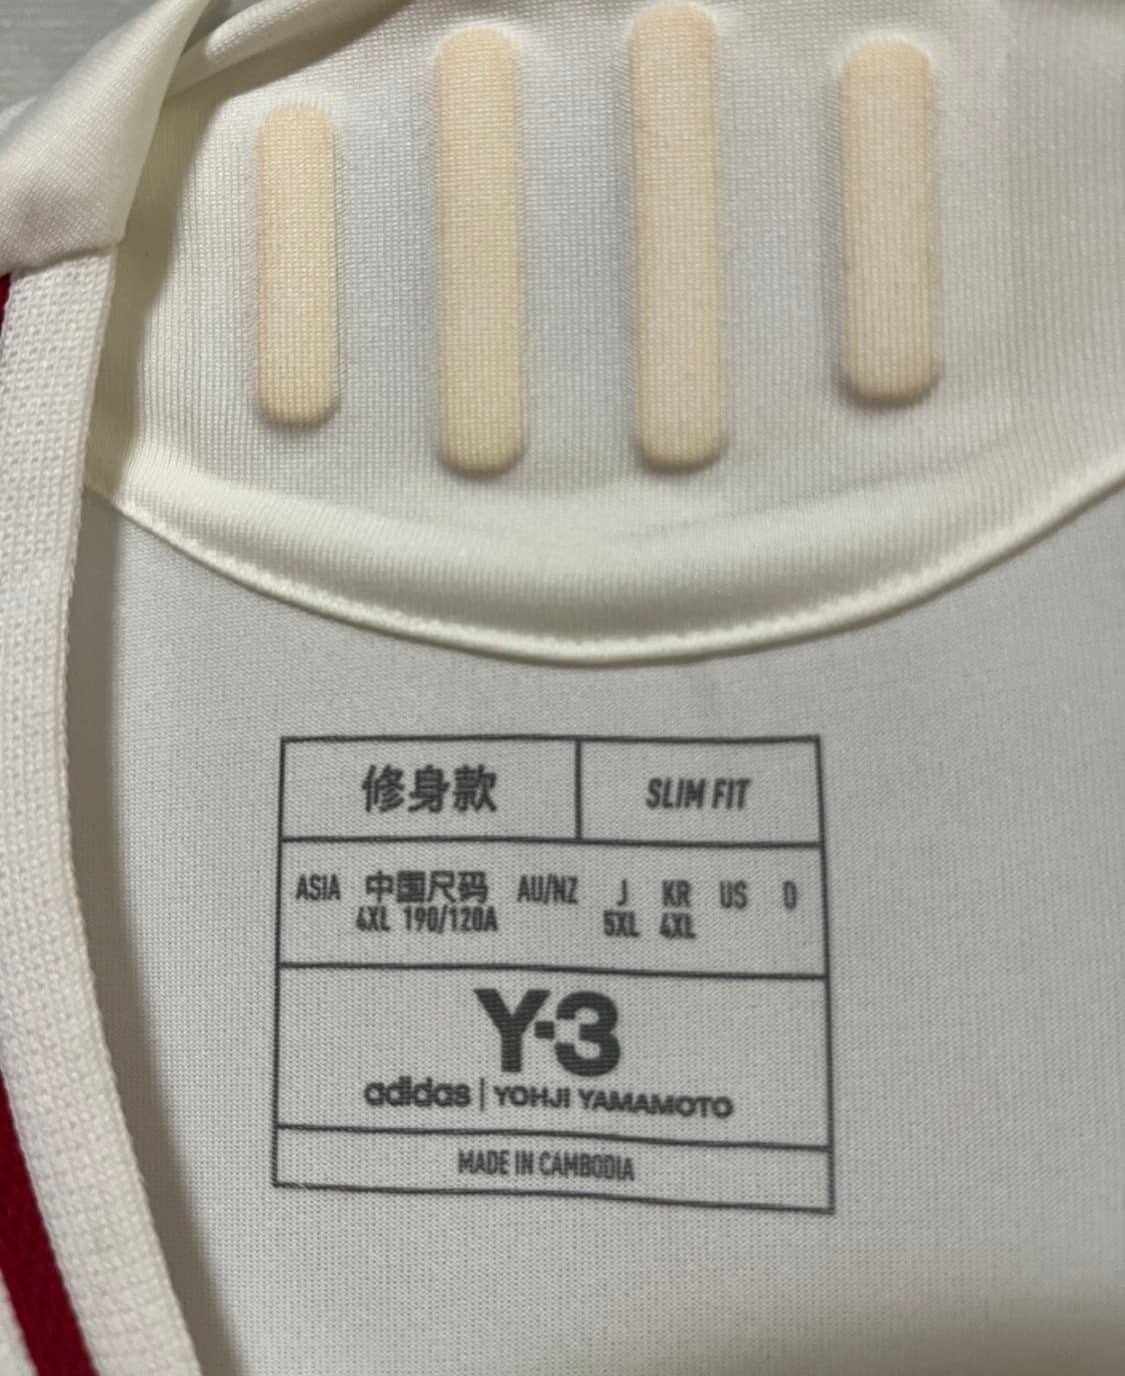 修身款 SLIM FIT
ASIA 中国尺码 AU/NZ J KR US D
4XL 190/120A 5XL 4XL
Y-3
adidas | YOHJI YAMAMOTO
MADE IN CAMBODIA